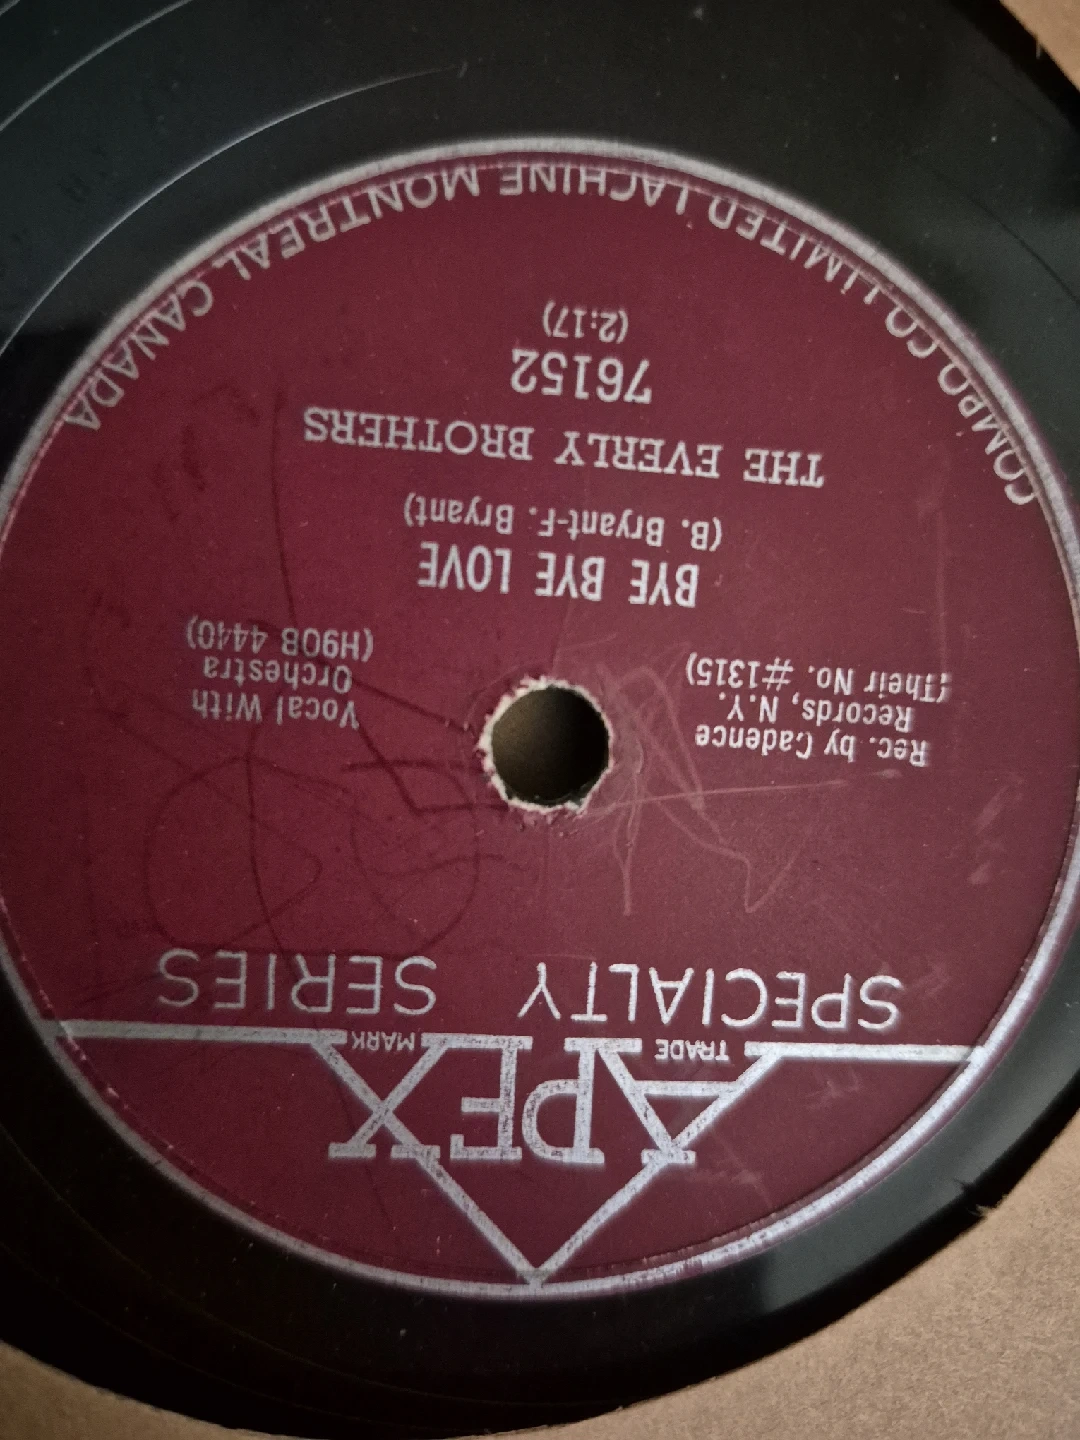 APEX
TRADE MARK
SPECIALTY SERIES
Rec. by Cadence
Records, N.Y.
(Their No. #1315)
Vocal With
Orchestra
(H908 4440)
BYE BYE LOVE
(B. Bryant-F. Bryant)
THE EVERLY BROTHERS
76152
(2:17)
COMPO CO. LIMITED LACHINE MONTREAL CANADA